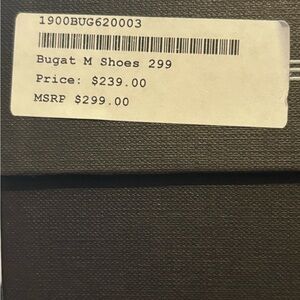 1900BUG620003
Bugat M Shoes 299
Price: $239.00
MSRP $299.00